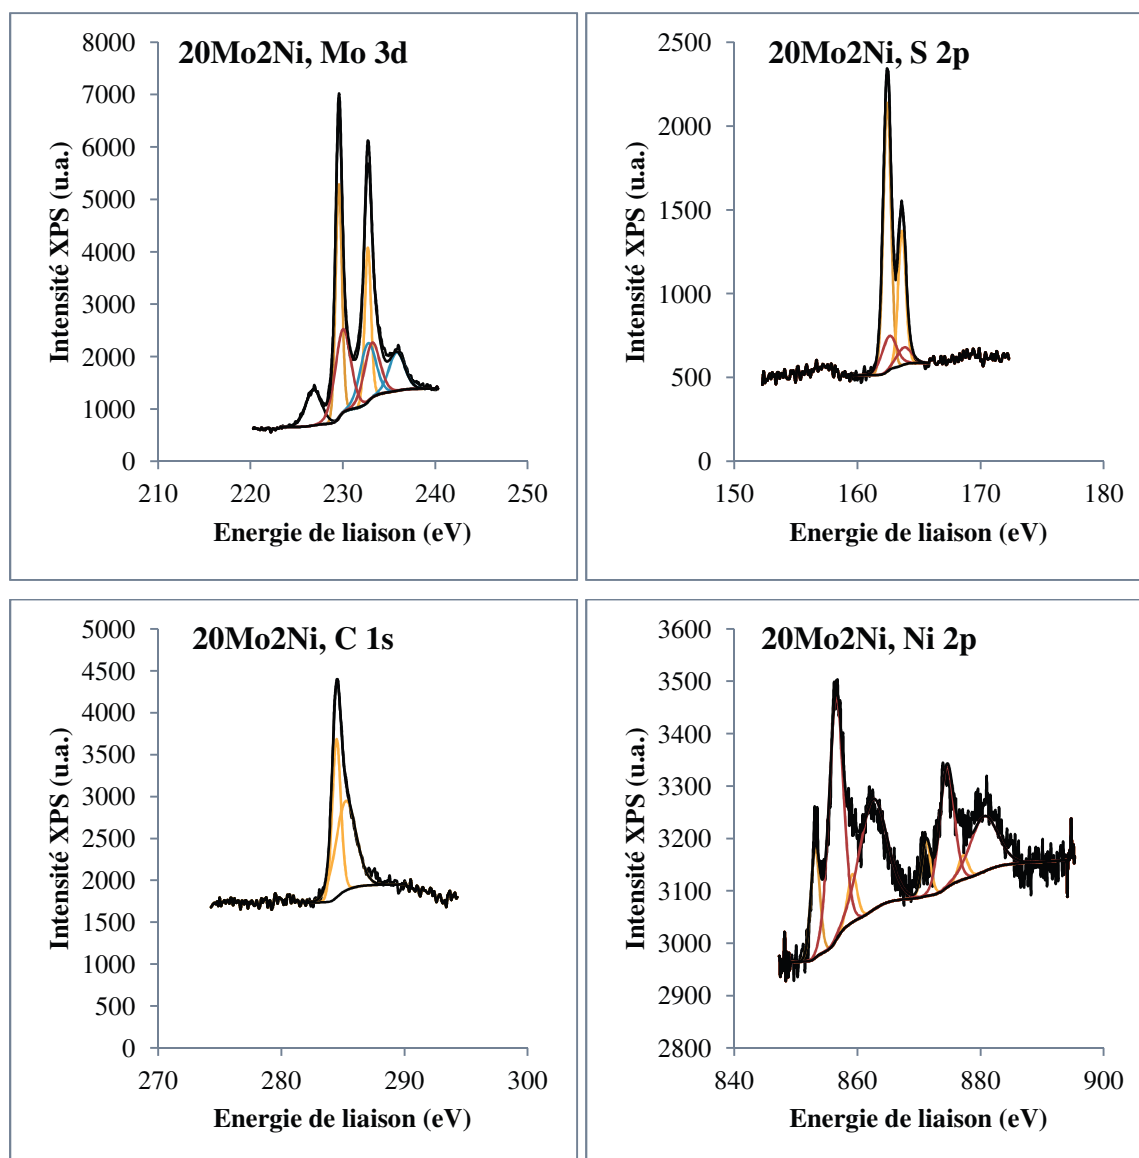 20Mo2Ni, Mo 3d
8000
7000
6000
5000
4000
3000
2000
1000
0
210 220 230 240 250
Intensité XPS (u.a.)
Energie de liaison (eV)
20Mo2Ni, S 2p
2500
2000
1500
1000
500
0
150 160 170 180
Intensité XPS (u.a.)
Energie de liaison (eV)
20Mo2Ni, C 1s
5000
4500
4000
3500
3000
2500
2000
1500
1000
500
0
270 280 290 300
Intensité XPS (u.a.)
Energie de liaison (eV)
20Mo2Ni, Ni 2p
3600
3500
3400
3300
3200
3100
3000
2900
2800
840 860 880 900
Intensité XPS (u.a.)
Energie de liaison (eV)